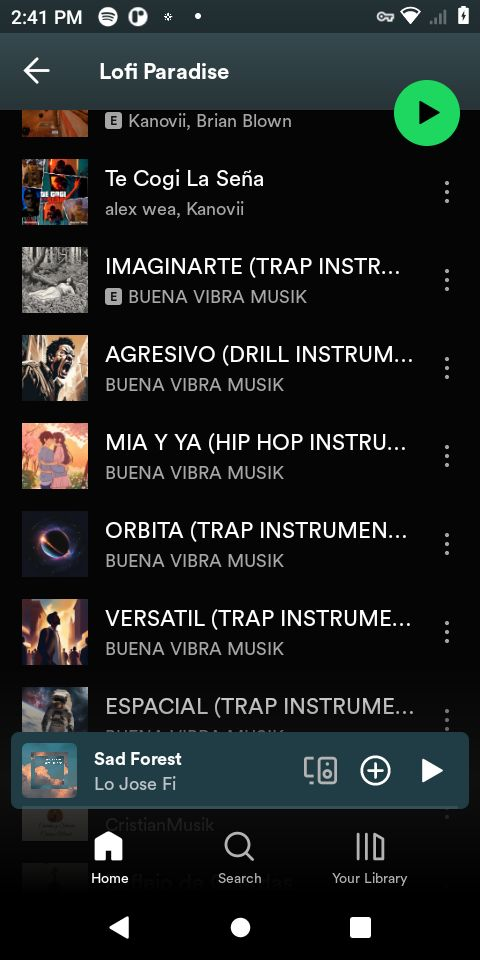 2:41 PM
Lofi Paradise
E Kanovii, Brian Blown
Te Cogi La Seña
alex wea, Kanovii
IMAGINARTE (TRAP INSTR...
E BUENA VIBRA MUSIK
AGRESIVO (DRILL INSTRUM...
BUENA VIBRA MUSIK
MIA Y YA (HIP HOP INSTRU...
BUENA VIBRA MUSIK
ORBITA (TRAP INSTRUMEN...
BUENA VIBRA MUSIK
VERSATIL (TRAP INSTRUME...
BUENA VIBRA MUSIK
ESPACIAL (TRAP INSTRUME...
Sad Forest
Lo Jose Fi
CristianMusik
Home
Search
Your Library